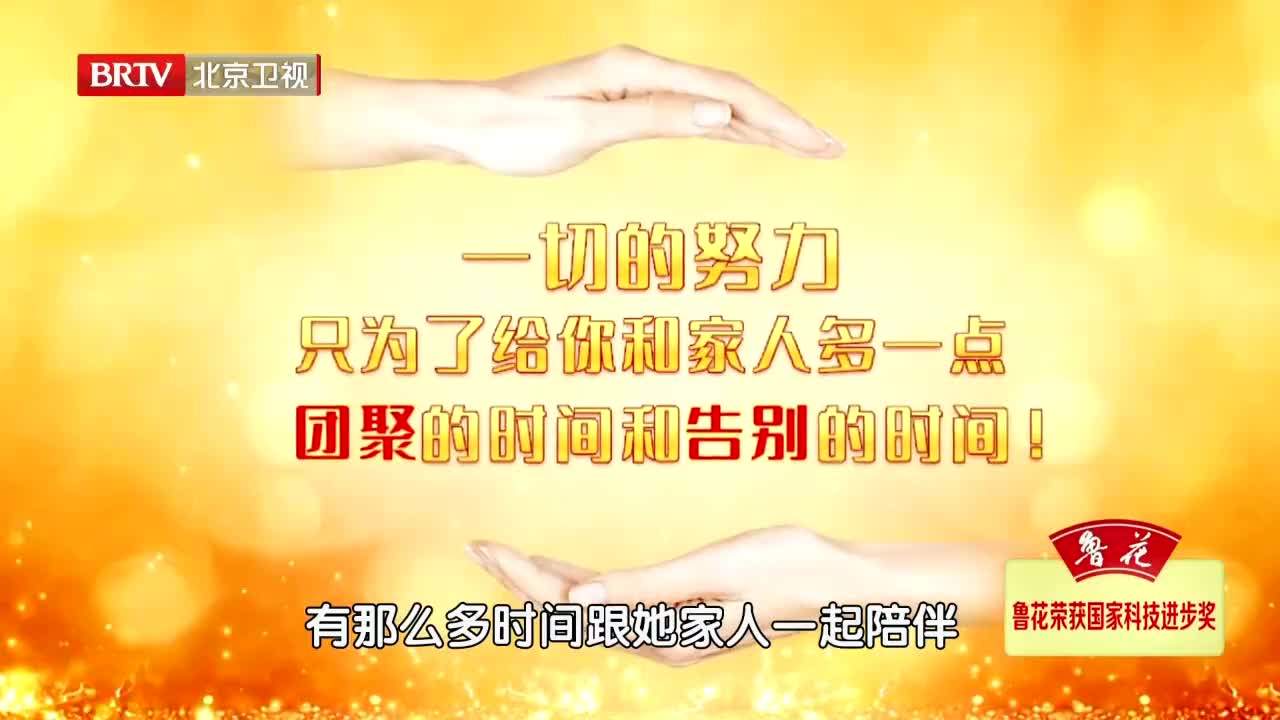 BRTV 北京卫视
一切的努力
只为了给你和家人多一点
团聚的时间和告别的时间！
鲁花
鲁花荣获国家科技进步奖
有那么多时间跟她家人一起陪伴